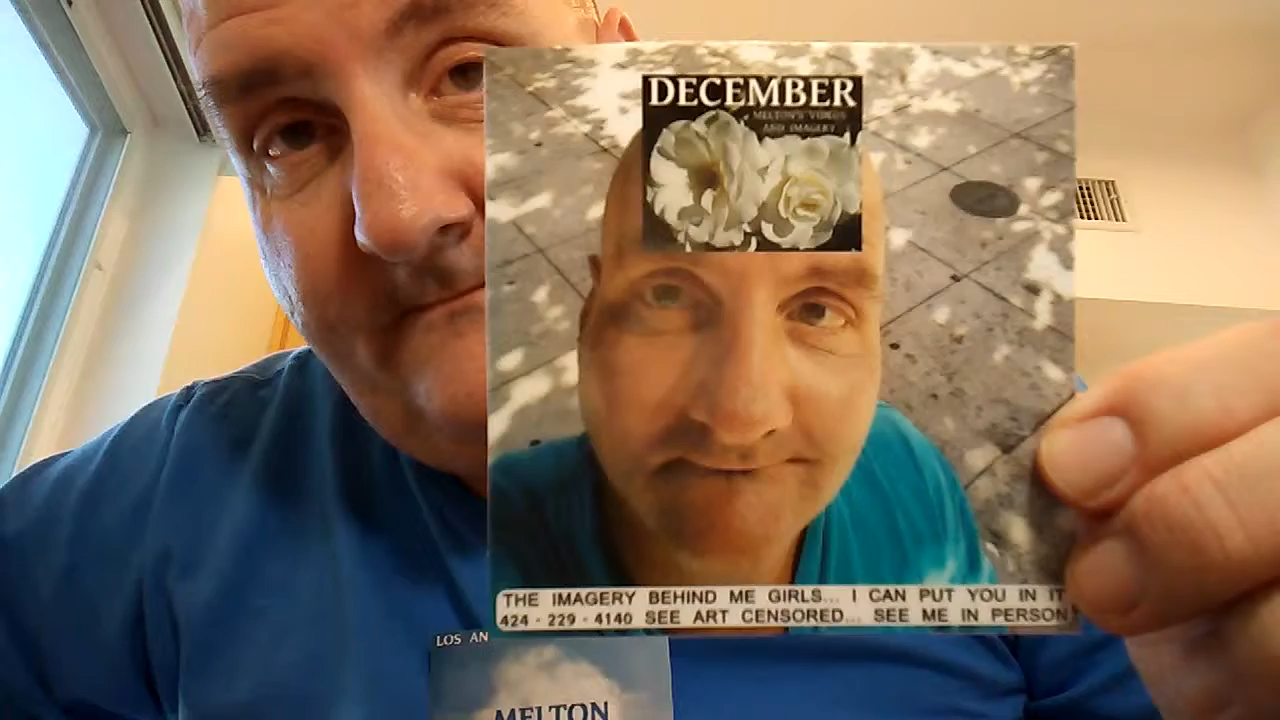 DECEMBER
MELTON'S VOICES
AND IMAGERY
THE IMAGERY BEHIND ME GIRLS... I CAN PUT YOU IN IT
424 - 229 - 4140 SEE ART CENSORED... SEE ME IN PERSON
LOS AN
MELTON